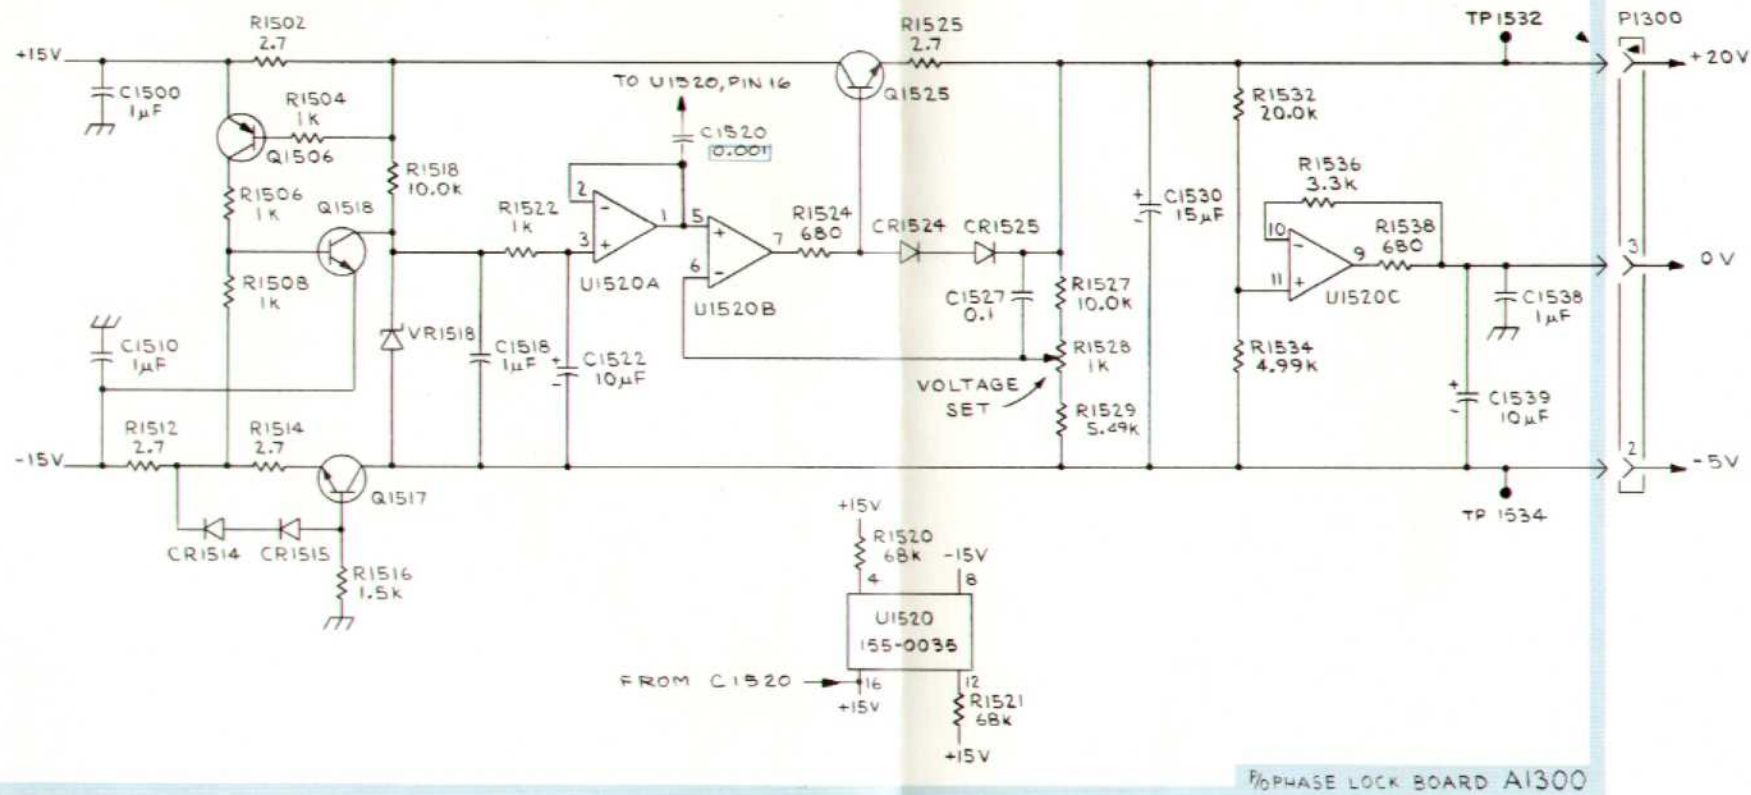 R1502
2.7
+15V
C1500
1µF
R1504
1K
Q1506
R1506
1K
Q1518
R1508
1K
C1510
1µF
R1518
10.0K
VR1518
R1512
2.7
R1514
2.7
-15V
Q1517
CR1514
CR1515
R1516
1.5K
TO U1520, PIN 16
C1520
0.001
R1522
1K
2
-
3
+
1
U1520A
C1518
1µF
+
-
C1522
10µF
5
+
6
-
7
U1520B
R1524
680
R1525
2.7
Q1525
CR1524
CR1525
C1527
0.1
R1527
10.0K
R1528
1K
VOLTAGE
SET
R1529
5.49K
+
-
C1530
15µF
R1532
20.0K
R1534
4.99K
R1536
3.3K
10
-
11
+
9
U1520C
R1538
680
C1538
1µF
+
-
C1539
10µF
TP1532
P1300
+20V
3
0V
2
-5V
TP 1534
+15V
R1520
68K
-15V
4
8
U1520
155-0035
FROM C1520
16
12
+15V
R1521
68K
+15V
P/O PHASE LOCK BOARD A1300